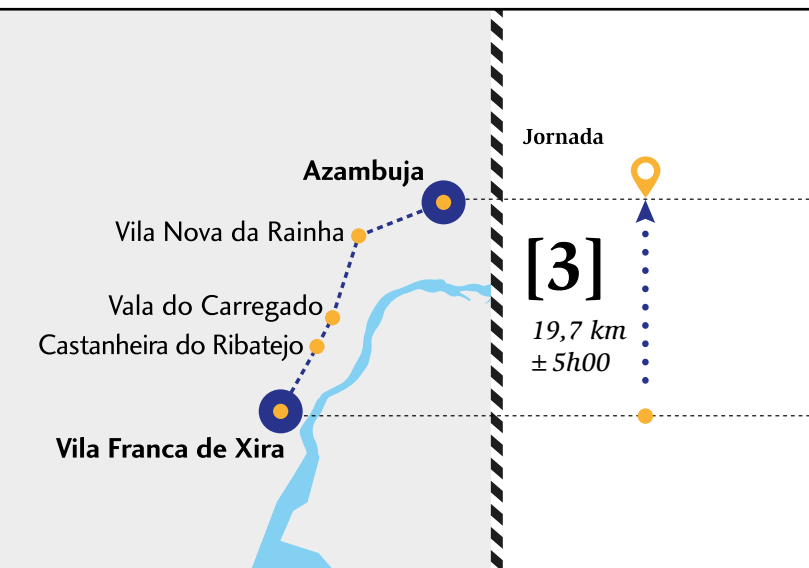 Jornada
Azambuja
Vila Nova da Rainha
[3]
Vala do Carregado
19,7 km
Castanheira do Ribatejo
± 5h00
Vila Franca de Xira